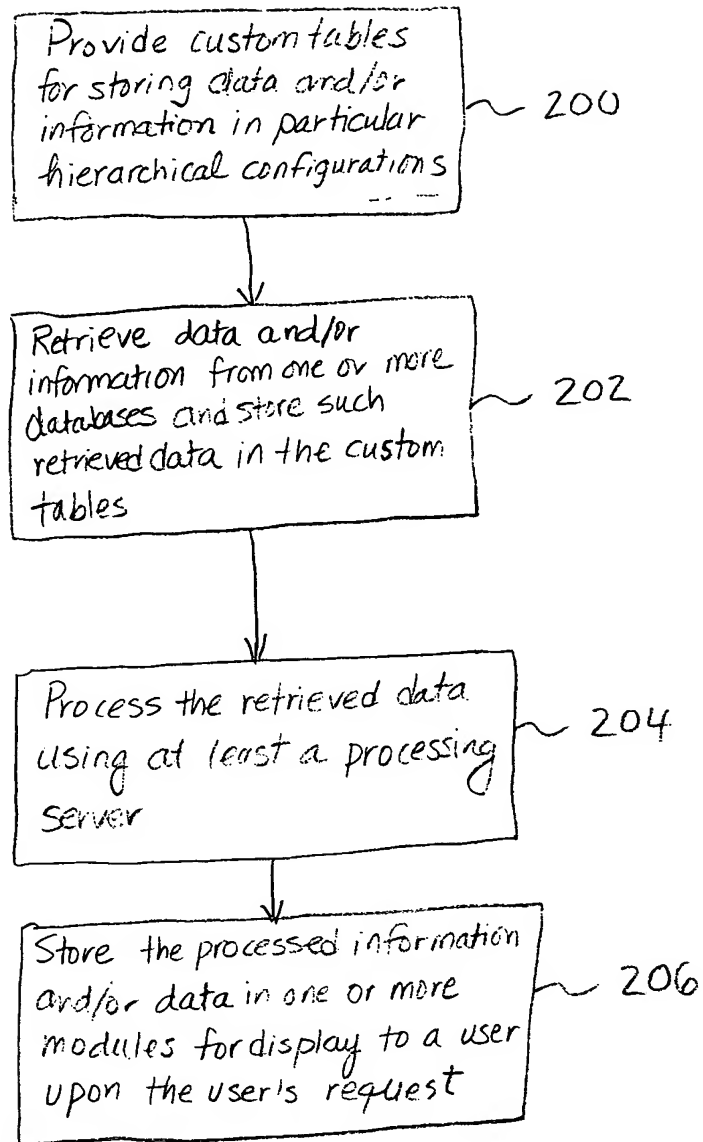 Provide custom tables
for storing data and/or
information in particular
hierarchical configurations
200
Retrieve data and/or
information from one or more
databases and store such
retrieved data in the custom
tables
202
Process the retrieved data
using at least a processing
server
204
Store the processed information
and/or data in one or more
modules for display to a user
upon the user's request
206